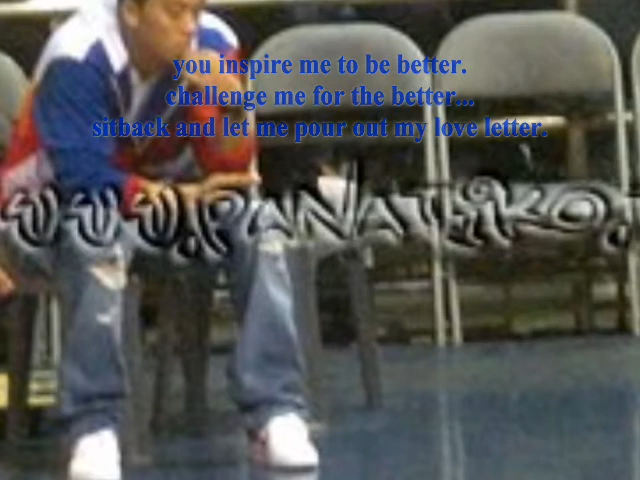 you inspire me to be better.
challenge me for the better...
sitback and let me pour out my love letter.